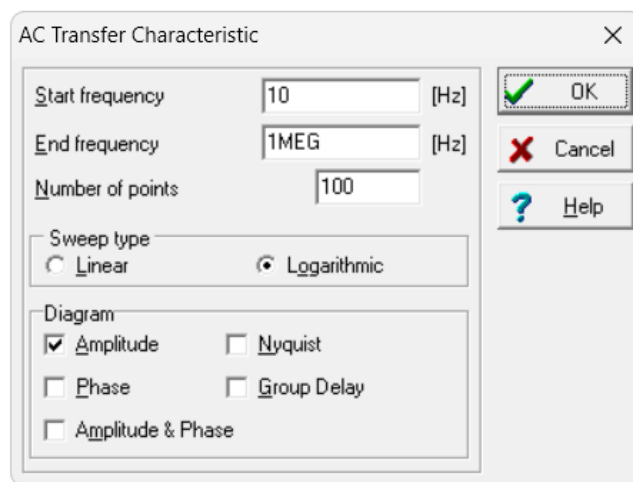 AC Transfer Characteristic
Start frequency 10 [Hz]
End frequency 1MEG [Hz]
Number of points 100
Sweep type
Linear Logarithmic
Diagram
Amplitude Nyquist
Phase Group Delay
Amplitude & Phase
OK
Cancel
? Help